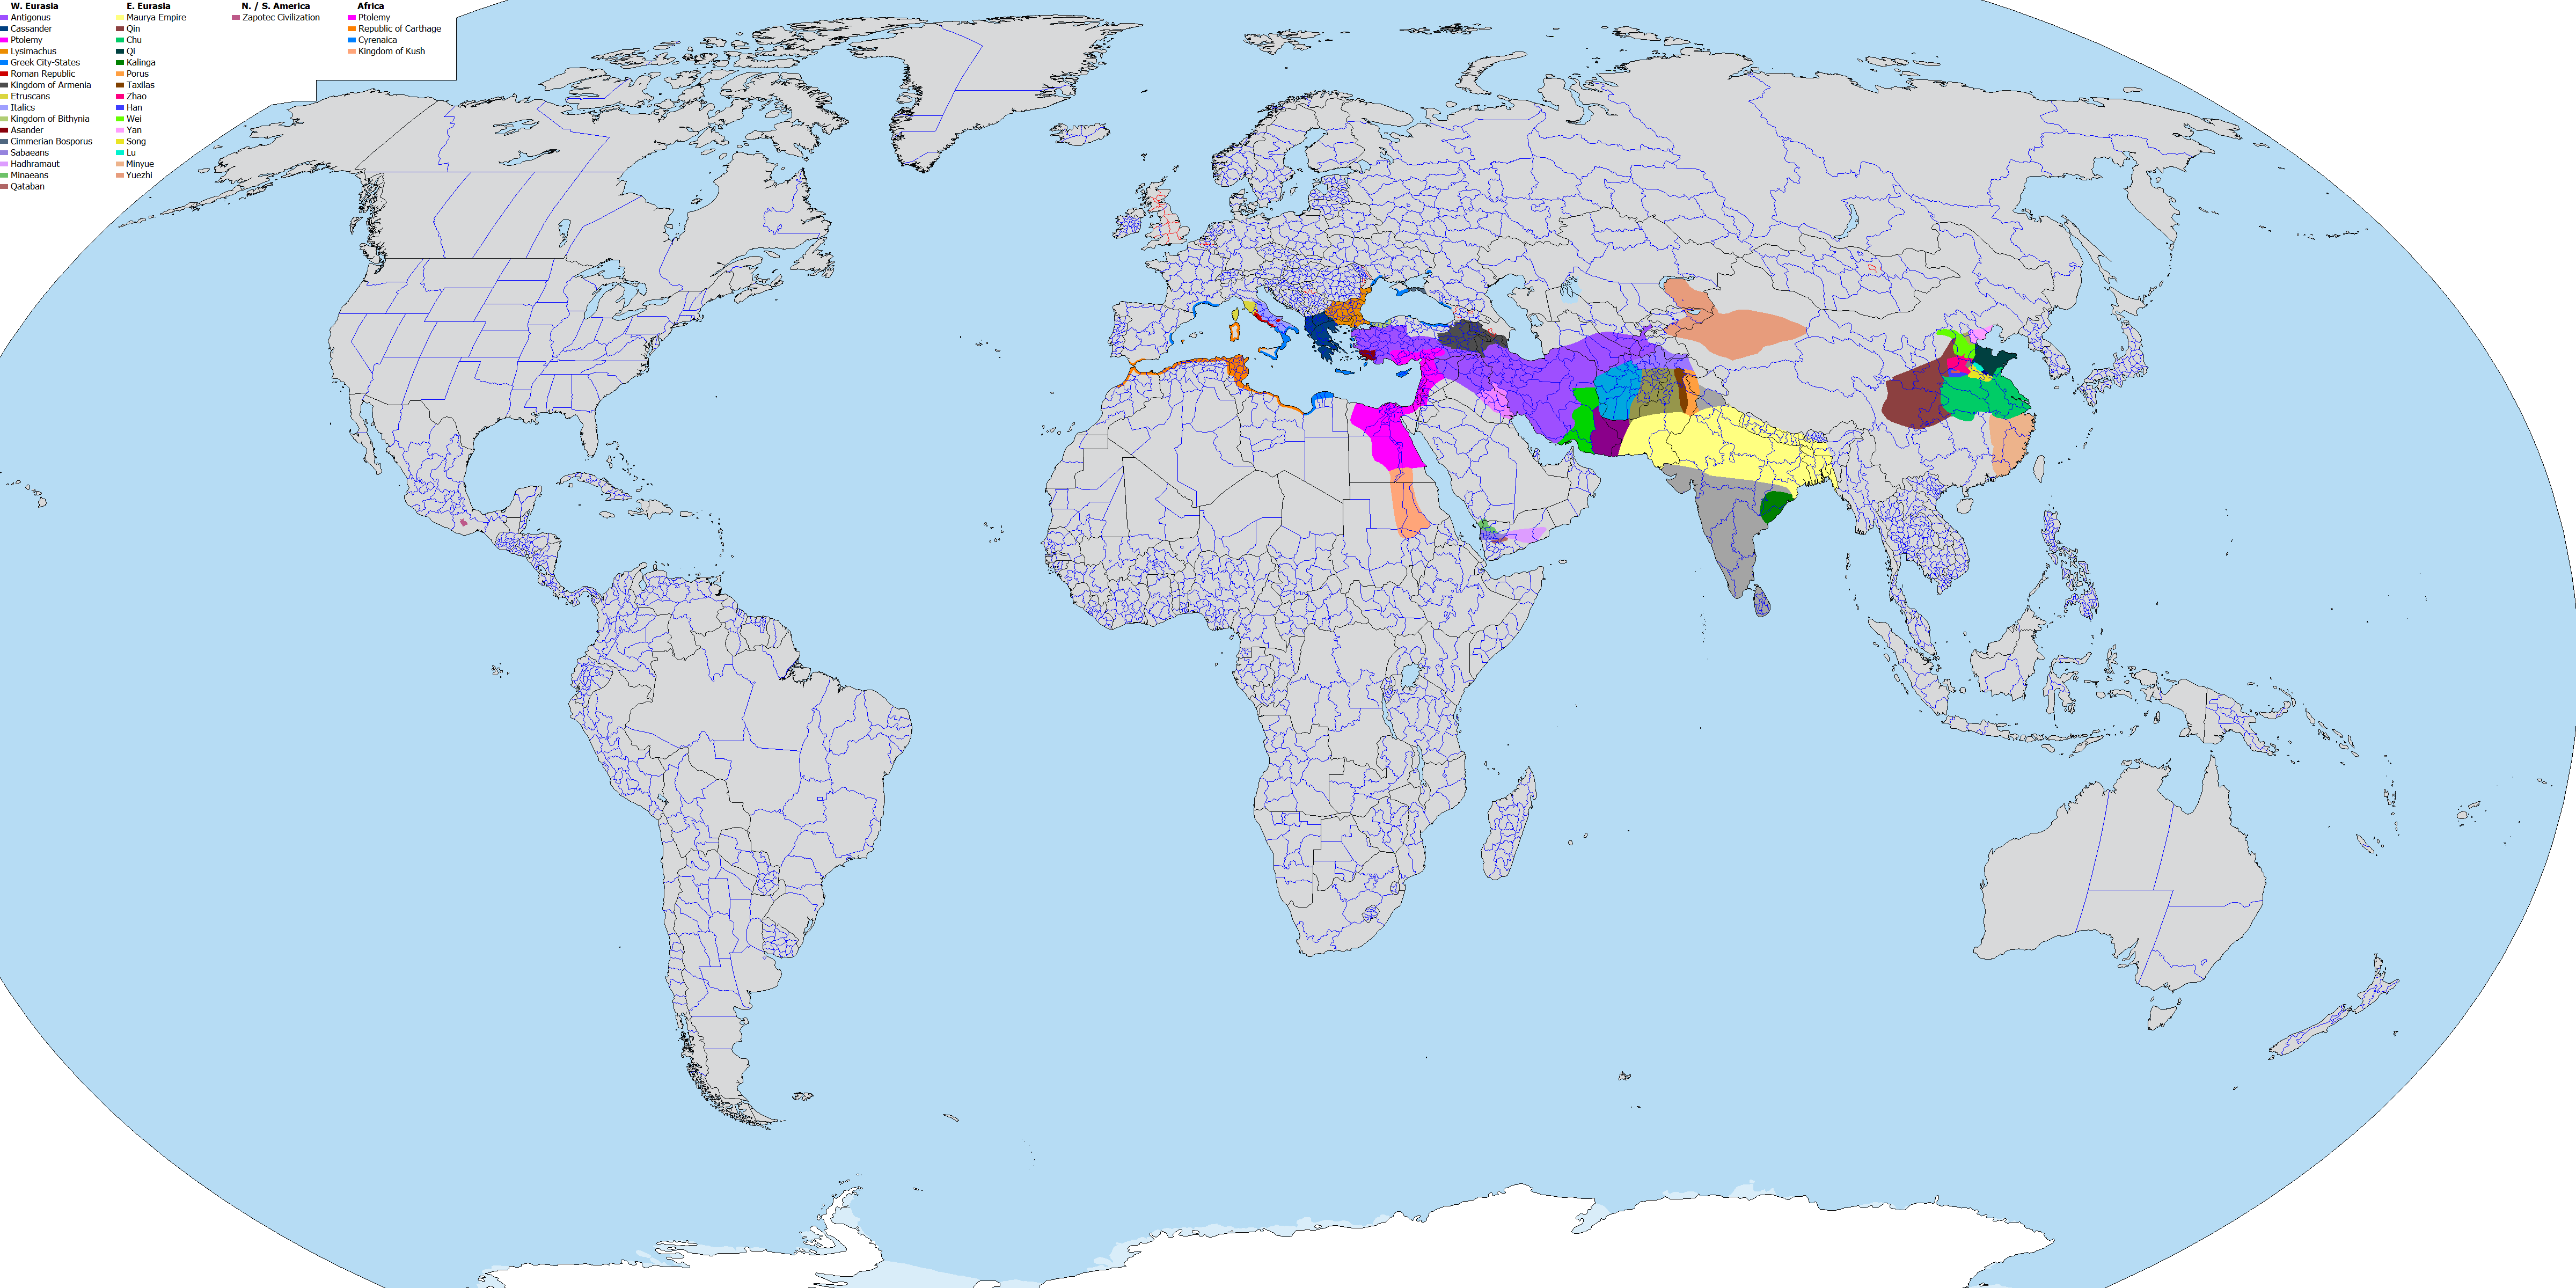 W. Eurasia
Antigonus
Cassander
Ptolemy
Lysimachus
Greek City-States
Roman Republic
Kingdom of Armenia
Etruscans
Italics
Kingdom of Bithynia
Asander
Cimmerian Bosporus
Sabaeans
Hadhramaut
Minaeans
Qataban
E. Eurasia
Maurya Empire
Qin
Chu
Qi
Kalinga
Porus
Taxilas
Zhao
Han
Wei
Yan
Song
Lu
Minyue
Yuezhi
N. / S. America
Zapotec Civilization
Africa
Ptolemy
Republic of Carthage
Cyrenaica
Kingdom of Kush